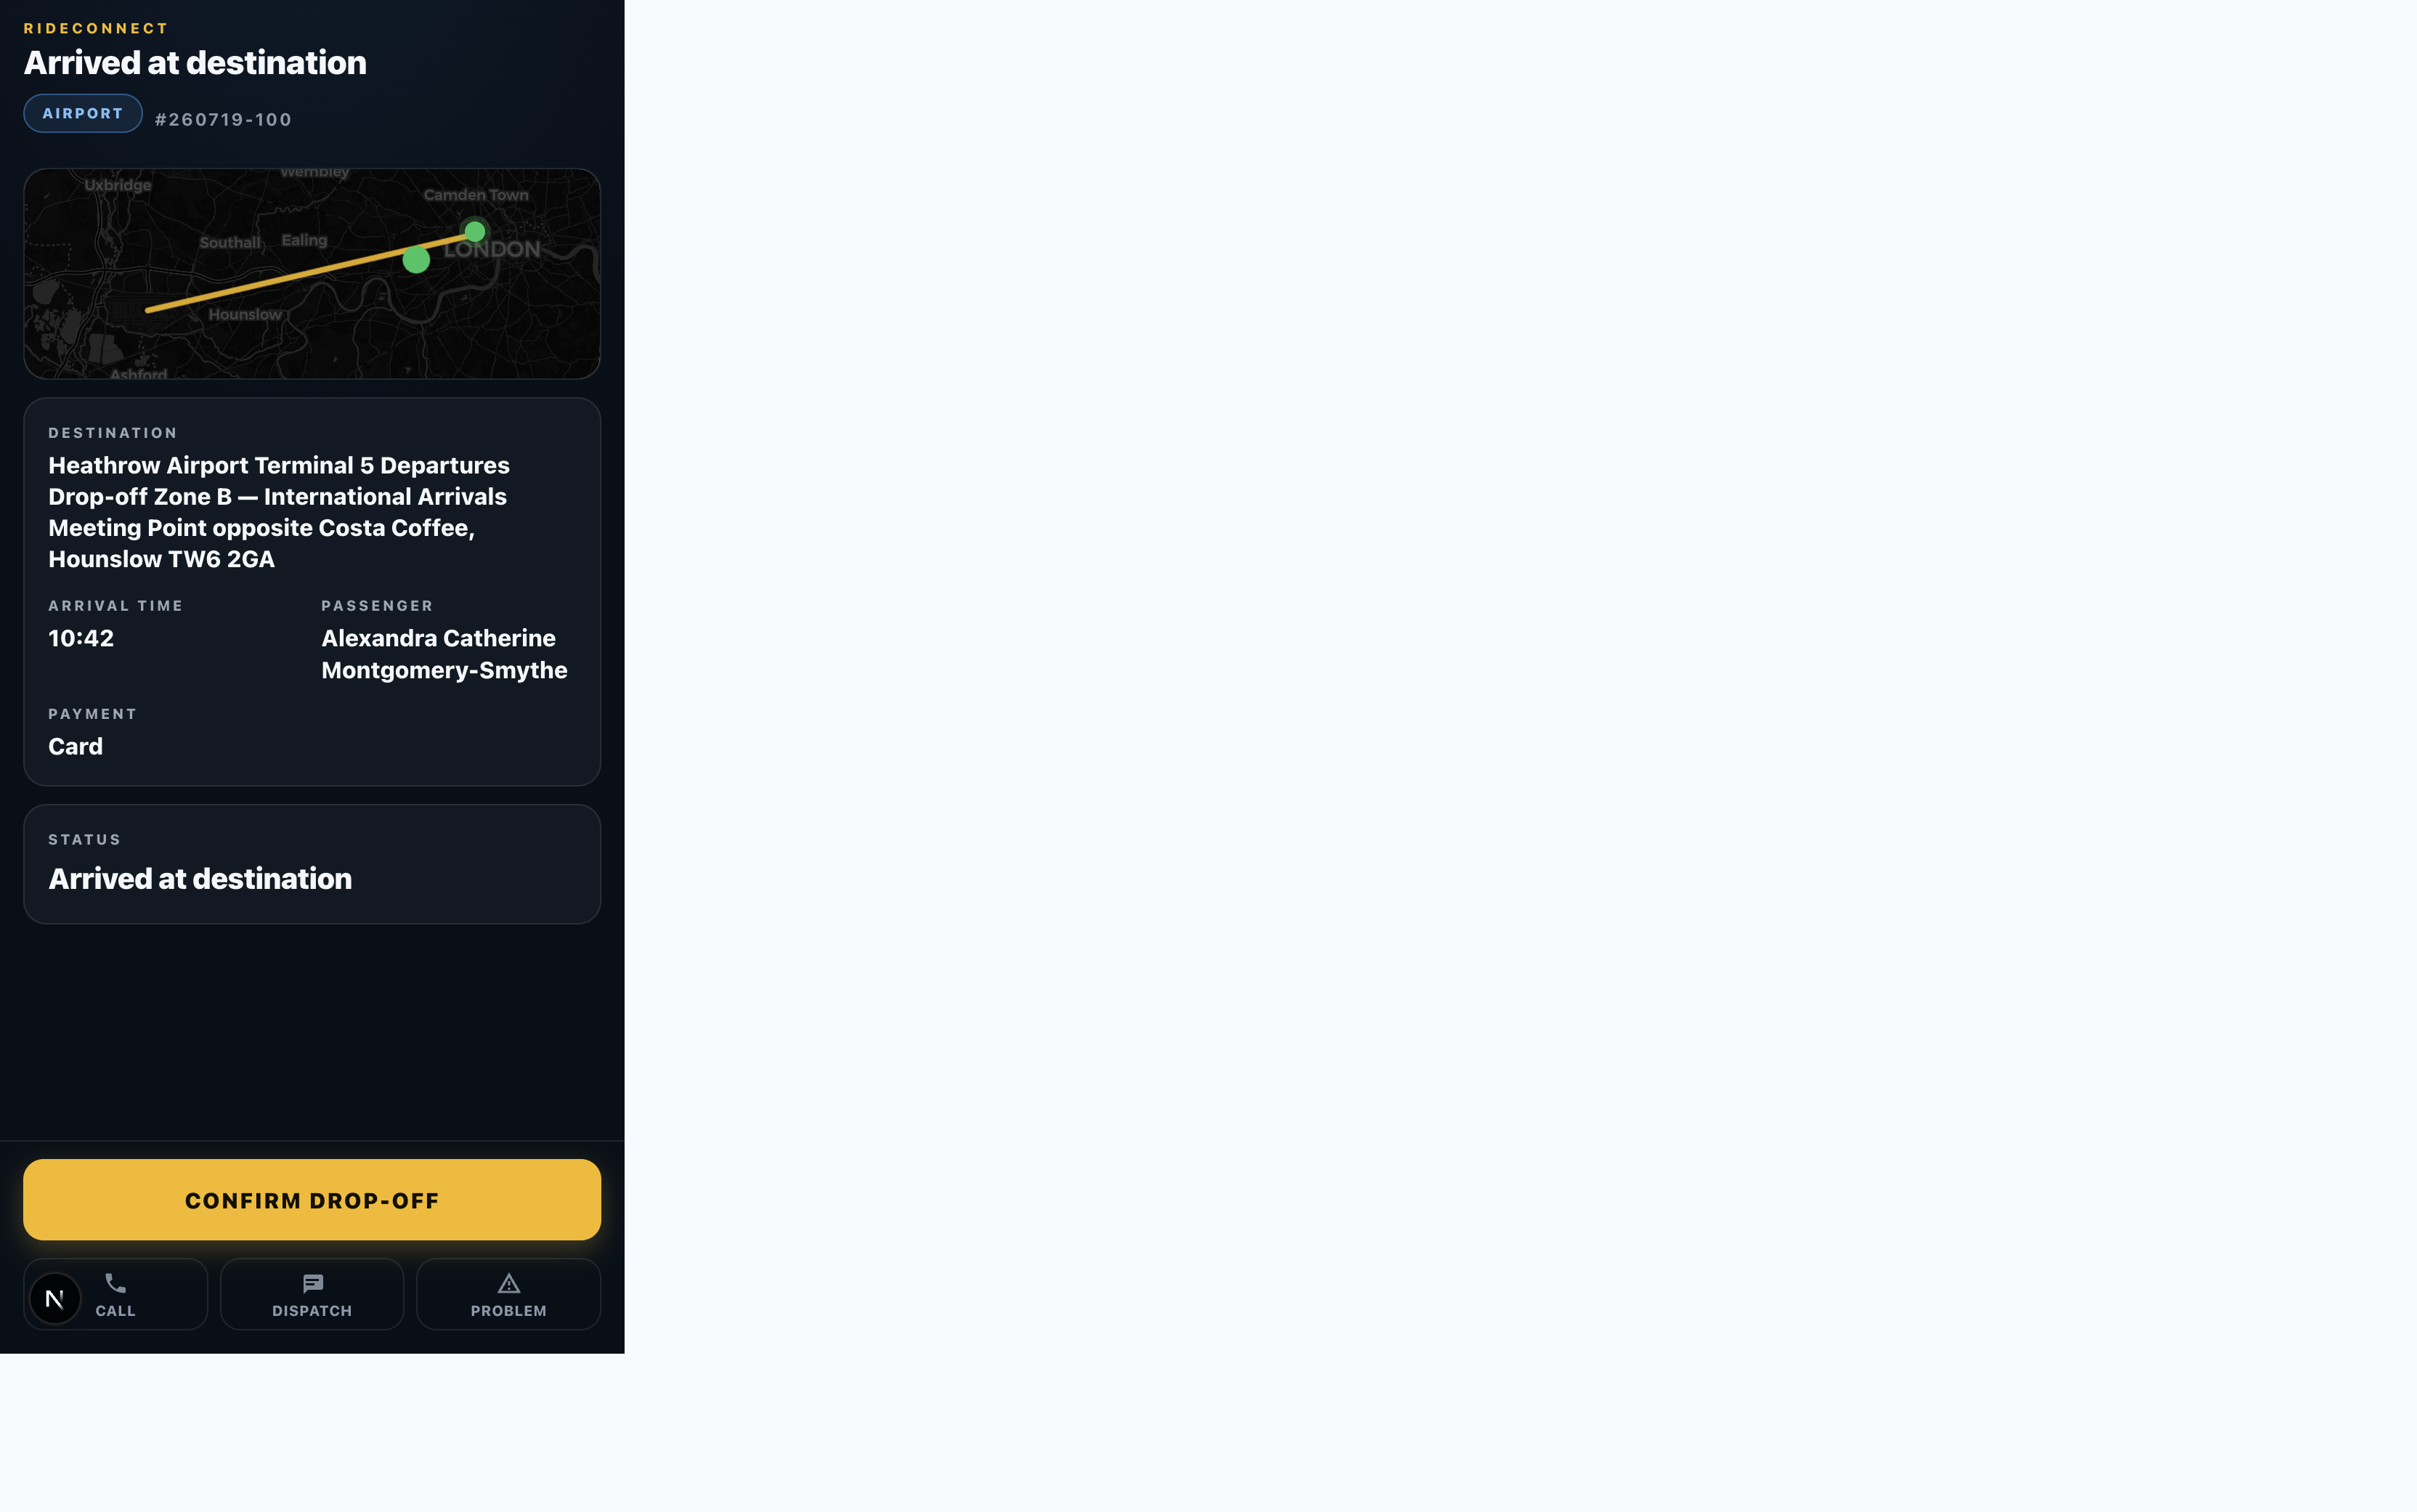 RIDECONNECT
Arrived at destination
AIRPORT
#260719-100
Wembley
Uxbridge
Camden Town
Southall
Ealing
LONDON
Hounslow
Ashford
DESTINATION
Heathrow Airport Terminal 5 Departures
Drop-off Zone B — International Arrivals
Meeting Point opposite Costa Coffee,
Hounslow TW6 2GA
ARRIVAL TIME
10:42
PASSENGER
Alexandra Catherine
Montgomery-Smythe
PAYMENT
Card
STATUS
Arrived at destination
CONFIRM DROP-OFF
N
CALL
DISPATCH
PROBLEM